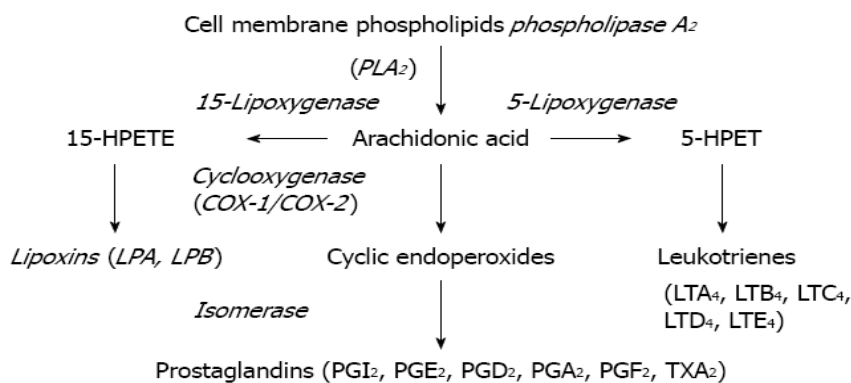 Cell membrane phospholipids phospholipase A₂
(PLA₂)
15-Lipoxygenase
5-Lipoxygenase
15-HPETE
Arachidonic acid
5-HPET
Cyclooxygenase
(COX-1/COX-2)
Lipoxins (LPA, LPB)
Cyclic endoperoxides
Leukotrienes
(LTA₄, LTB₄, LTC₄,
LTD₄, LTE₄)
Isomerase
Prostaglandins (PGI₂, PGE₂, PGD₂, PGA₂, PGF₂, TXA₂)